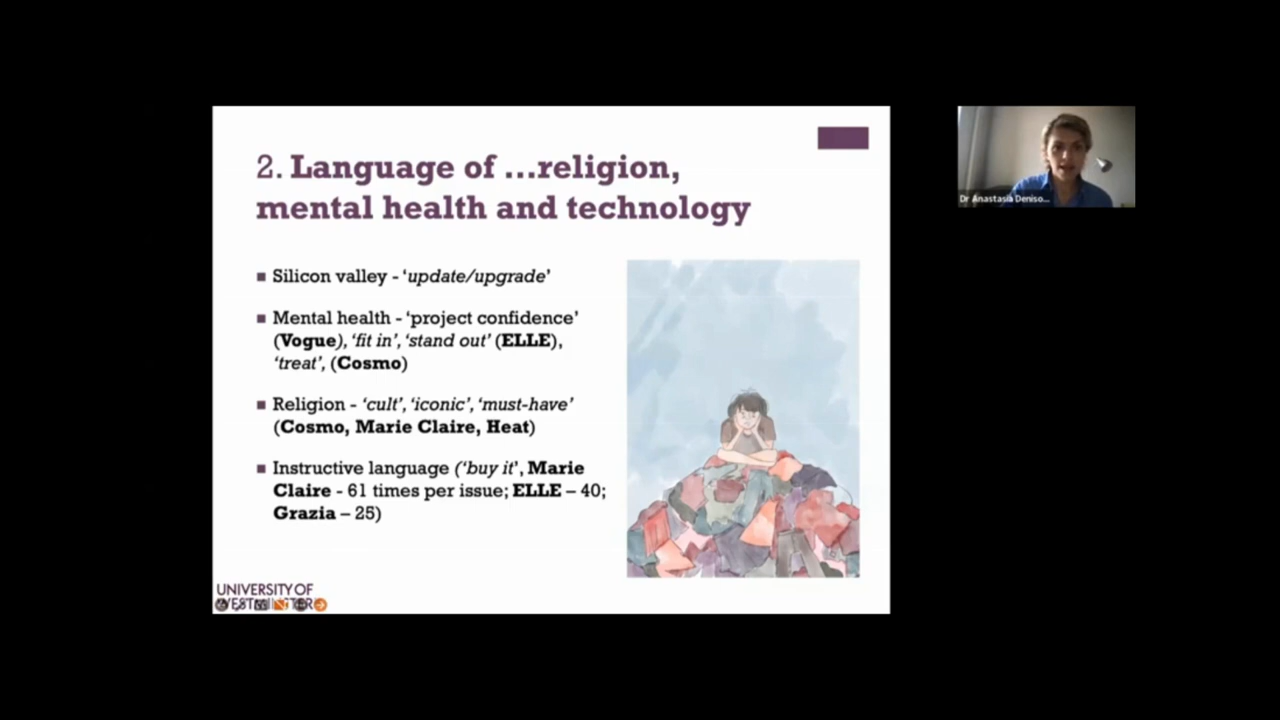 2. Language of ...religion,
mental health and technology
Silicon valley - ‘update/upgrade’
Mental health - ‘project confidence’
(Vogue), ‘fit in’, ‘stand out’ (ELLE),
‘treat’, (Cosmo)
Religion - ‘cult’, ‘iconic’, ‘must-have’
(Cosmo, Marie Claire, Heat)
Instructive language (‘buy it’, Marie
Claire - 61 times per issue; ELLE – 40;
Grazia – 25)
UNIVERSITY OF
WESTMINSTER
Dr Anastasia Deniso...